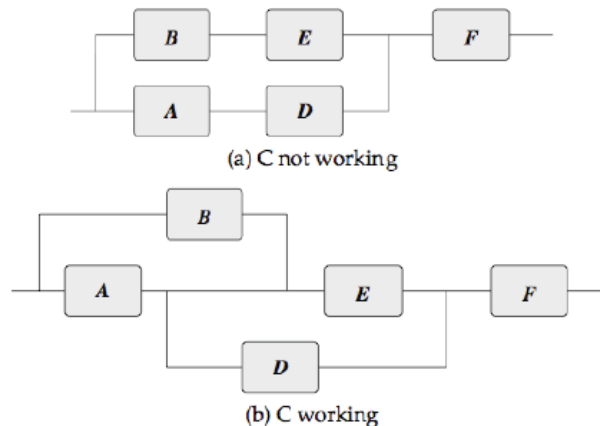 B E F
A D
(a) C not working
B
A E F
D
(b) C working